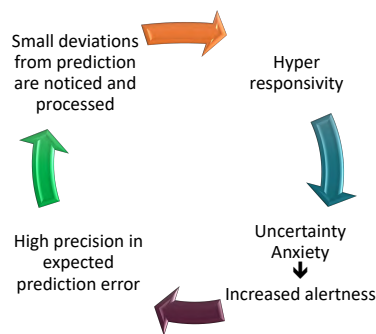 Small deviations
from prediction
are noticed and
processed
Hyper
responsivity
Uncertainty
Anxiety
Increased alertness
High precision in
expected
prediction error